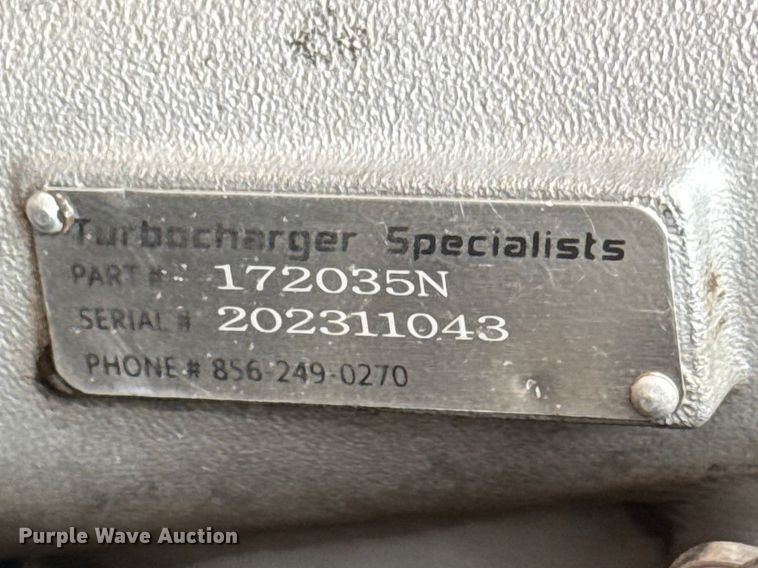 Turbocharger Specialists
PART # 172035N
SERIAL # 202311043
PHONE # 856-249-0270
Purple Wave Auction